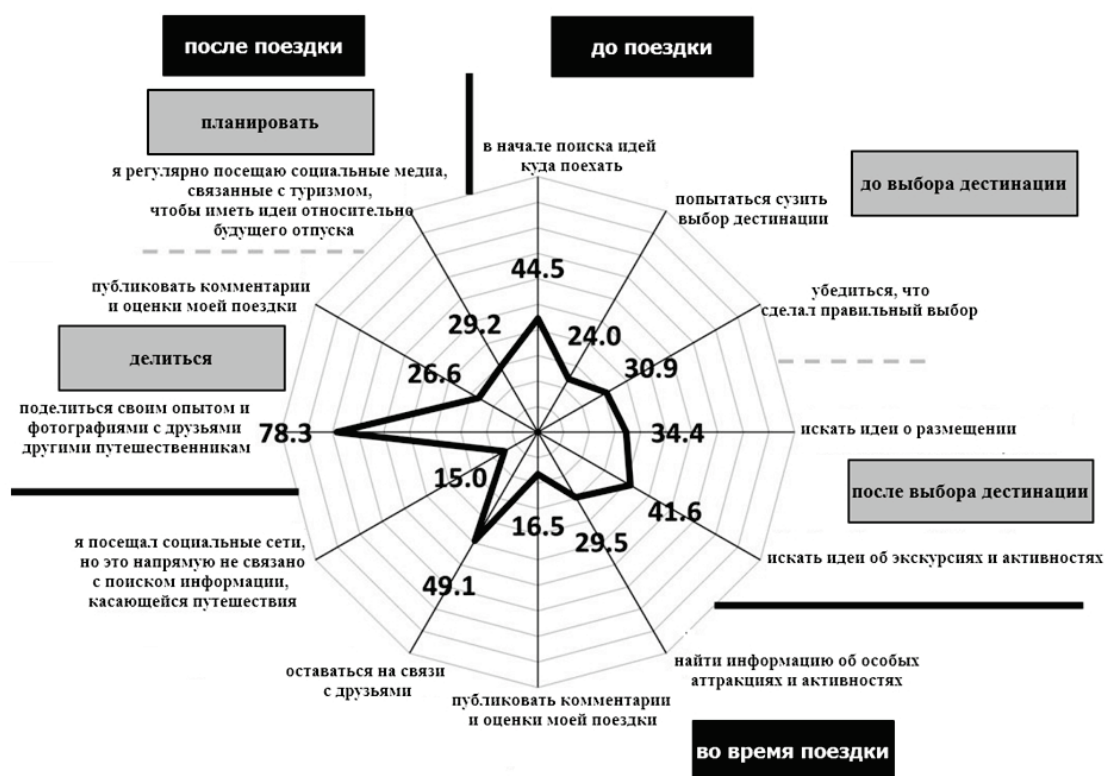 после поездки
до поездки
планировать
я регулярно посещаю социальные медиа,
связанные с туризмом,
чтобы иметь идеи относительно
будущего отпуска
в начале поиска идей
куда поехать
попытаться сузить
выбор дестинации
до выбора дестинации
публиковать комментарии
и оценки моей поездки
убедиться, что
сделал правильный выбор
44.5
29.2
24.0
26.6
30.9
делиться
поделиться своим опытом и
фотографиями с друзьями
другими путешественникам
78.3
34.4
искать идеи о размещении
15.0
41.6
после выбора дестинации
16.5
29.5
49.1
я посещал социальные сети,
но это напрямую не связано
с поиском информации,
касающейся путешествия
искать идеи об экскурсиях и активностях
оставаться на связи
с друзьями
публиковать комментарии
и оценки моей поездки
найти информацию об особых
аттракциях и активностях
во время поездки